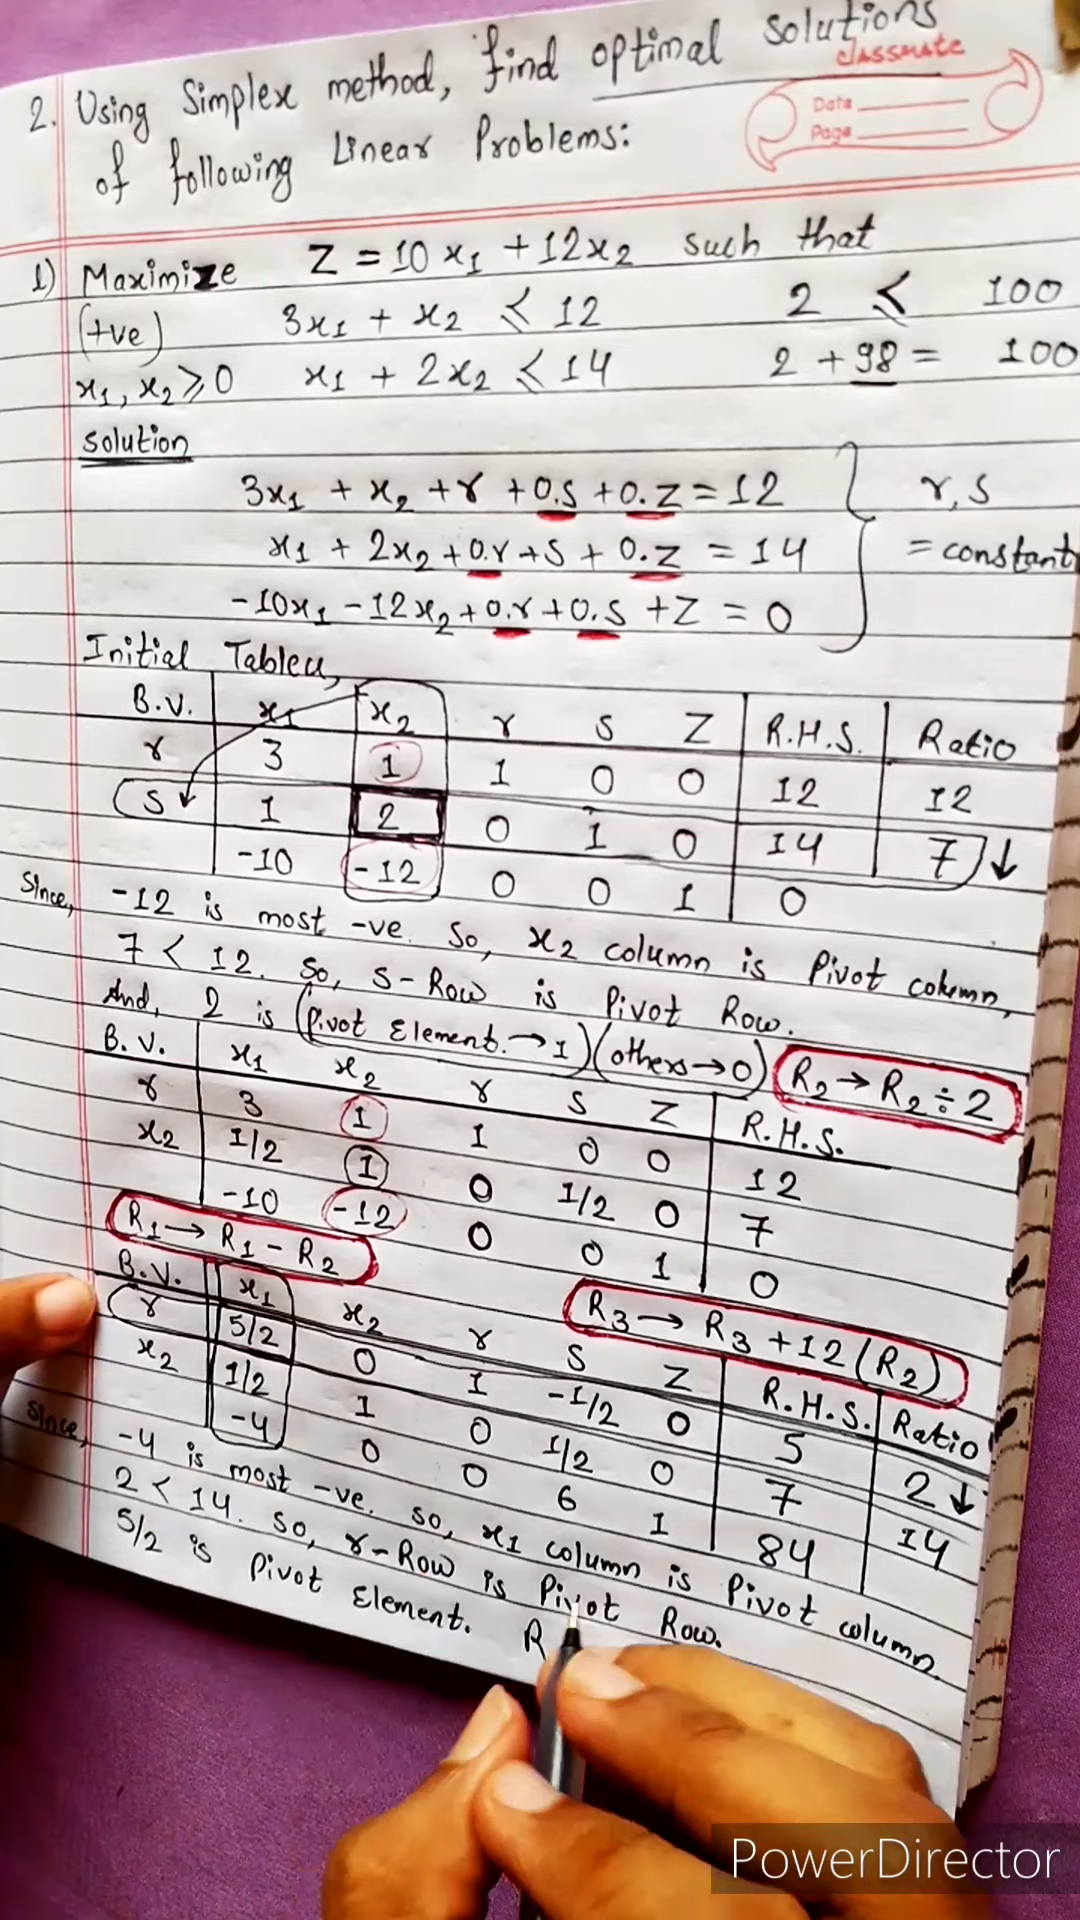 2. Using Simplex method, find optimal solutions
of following Linear Problems:
classmate
Date
Page
1) Maximize Z = 10x₁ + 12x₂ such that
(+ve) 3x₁ + x₂ ≤ 12 2 ≤ 100
x₁, x₂ ≥ 0 x₁ + 2x₂ ≤ 14 2 + 98 = 100
Solution
3x₁ + x₂ + r + 0.s + 0.z = 12 r, s
x₁ + 2x₂ + 0.r + s + 0.z = 14 = constant
-10x₁ - 12x₂ + 0.r + 0.s + Z = 0
Initial Tableu,
B.V. x₁ x₂ r s Z R.H.S. Ratio
r 3 1 1 0 0 12 12
s 1 2 0 1 0 14 7 ↓
-10 -12 0 0 1 0
Since, -12 is most -ve. So, x₂ column is Pivot column,
7 < 12. So, S-Row is Pivot Row.
And, 2 is (Pivot Element. → 1) (others → 0) R₂ → R₂ ÷ 2
B.V. x₁ x₂ r s Z R.H.S.
r 3 1 1 0 0 12
x₂ 1/2 1 0 1/2 0 7
-10 -12 0 0 1 0
R₁ → R₁ - R₂ R₃ → R₃ + 12(R₂)
B.V. x₁ x₂ r s Z R.H.S. Ratio
r 5/2 0 1 -1/2 0 5 2 ↓
x₂ 1/2 1 0 1/2 0 7 14
-4 0 0 6 1 84
Since, -4 is most -ve. So, x₁ column is Pivot column.
2 < 14. So, r-Row is Pivot Row.
5/2 is Pivot Element. R
PowerDirector